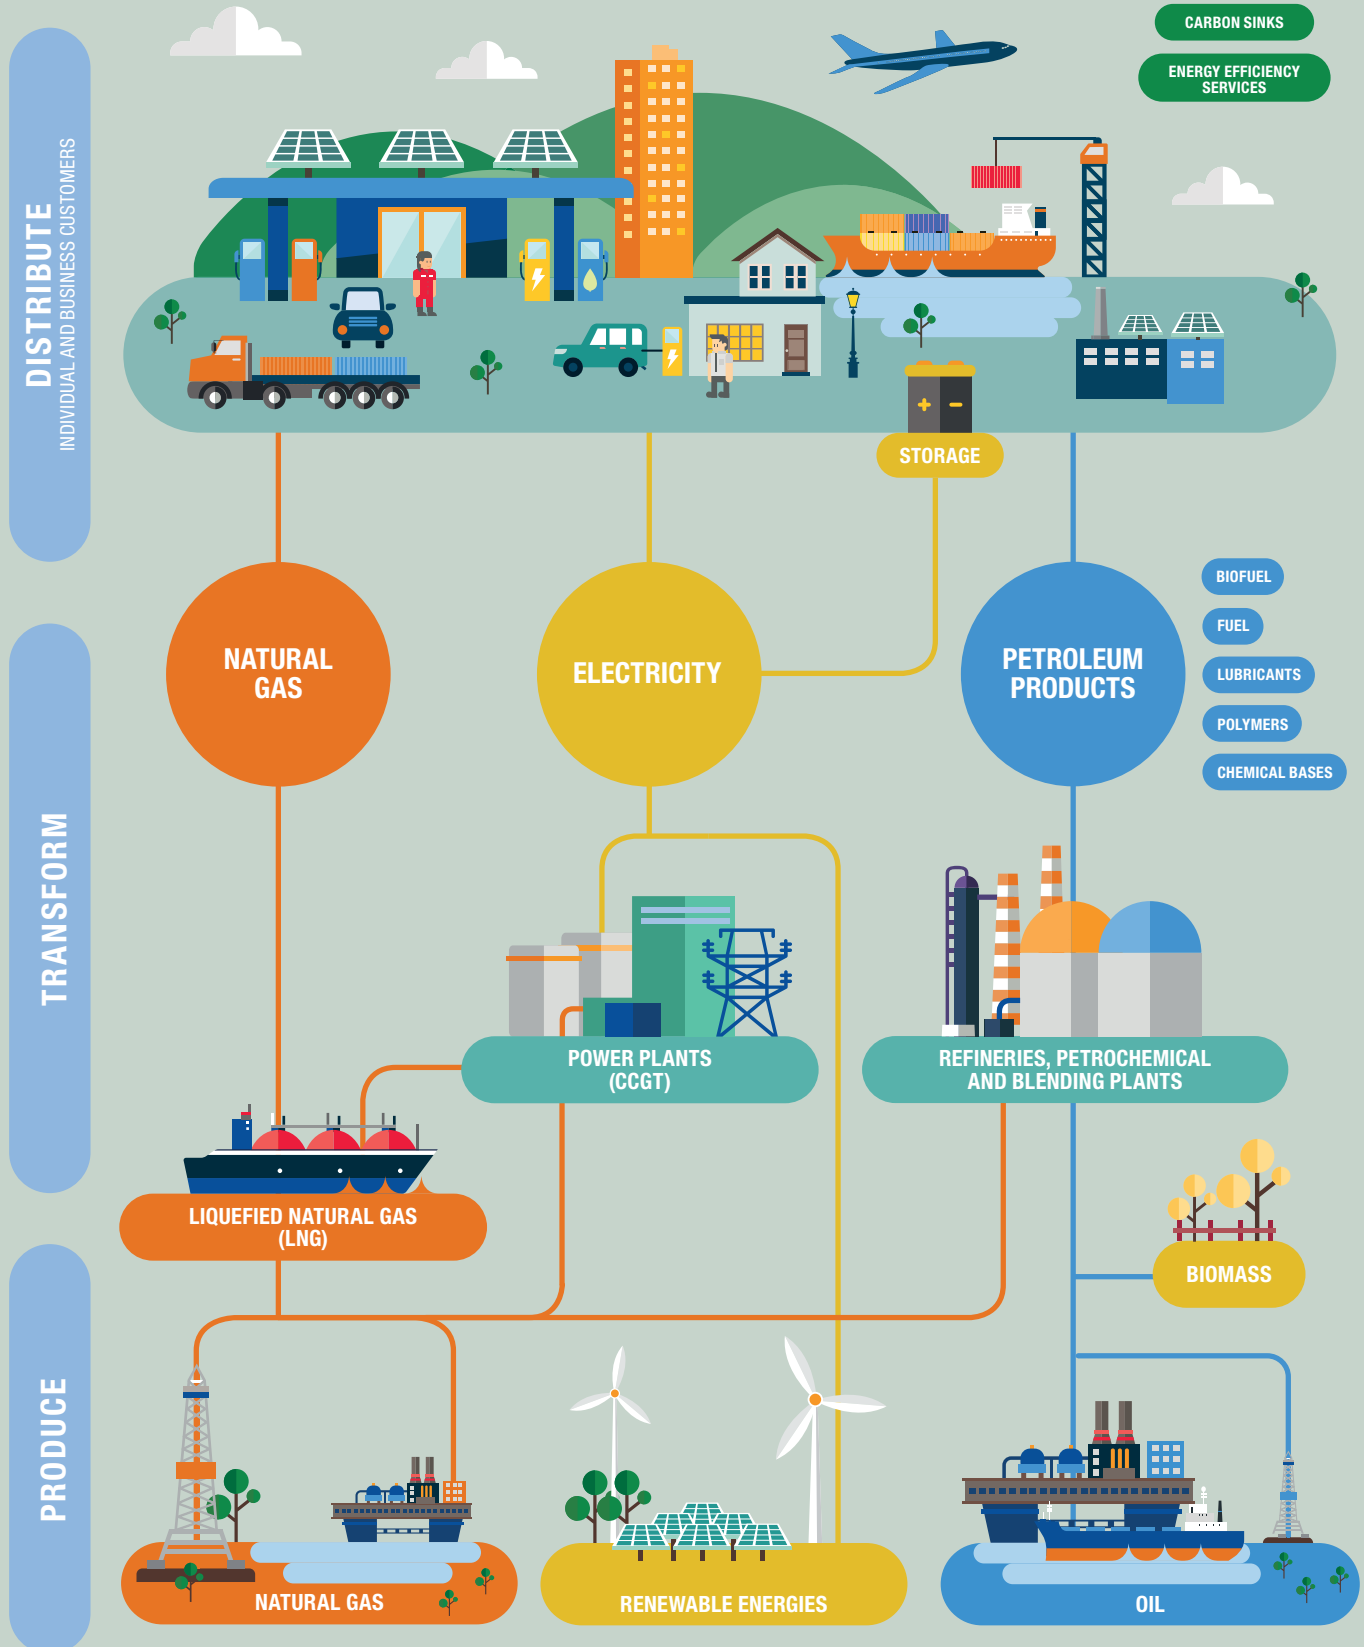 CARBON SINKS
ENERGY EFFICIENCY
SERVICES
DISTRIBUTE
INDIVIDUAL AND BUSINESS CUSTOMERS
+ −
STORAGE
NATURAL
GAS
ELECTRICITY
PETROLEUM
PRODUCTS
BIOFUEL
FUEL
LUBRICANTS
POLYMERS
CHEMICAL BASES
TRANSFORM
POWER PLANTS
(CCGT)
REFINERIES, PETROCHEMICAL
AND BLENDING PLANTS
LIQUEFIED NATURAL GAS
(LNG)
BIOMASS
PRODUCE
NATURAL GAS
RENEWABLE ENERGIES
OIL